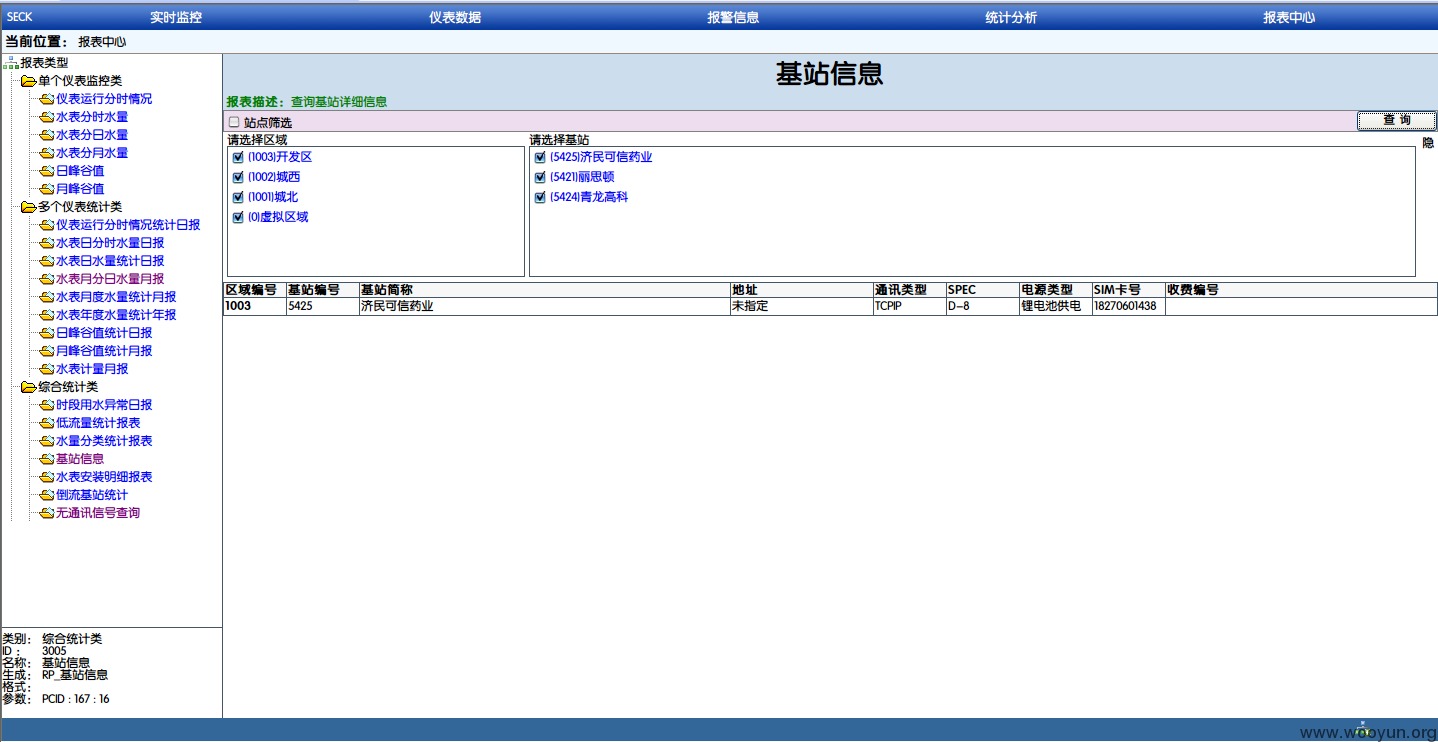 SECK 实时监控 仪表数据 报警信息 统计分析 报表中心
当前位置： 报表中心
报表类型
单个仪表监控类
仪表运行分时情况
水表分时水量
水表分日水量
水表分月水量
日峰谷值
月峰谷值
多个仪表统计类
仪表运行分时情况统计日报
水表日分时水量日报
水表日水量统计日报
水表月分日水量月报
水表月度水量统计月报
水表年度水量统计年报
日峰谷值统计日报
月峰谷值统计月报
水表计量月报
综合统计类
时段用水异常日报
低流量统计报表
水量分类统计报表
基站信息
水表安装明细报表
倒流基站统计
无通讯信号查询
类别： 综合统计类
ID： 3005
名称： 基站信息
生成： RP_基站信息
格式：
参数： PCID : 167 : 16
基站信息
报表描述：查询基站详细信息
站点筛选 查 询
请选择区域 请选择基站 隐
(1003)开发区 (5425)济民可信药业
(1002)城西 (5421)丽思顿
(1001)城北 (5424)青龙高科
(0)虚拟区域
区域编号 基站编号 基站简称 地址 通讯类型 SPEC 电源类型 SIM卡号 收费编号
1003 5425 济民可信药业 未指定 TCPIP D-8 锂电池供电 18270601438
www.wooyun.org